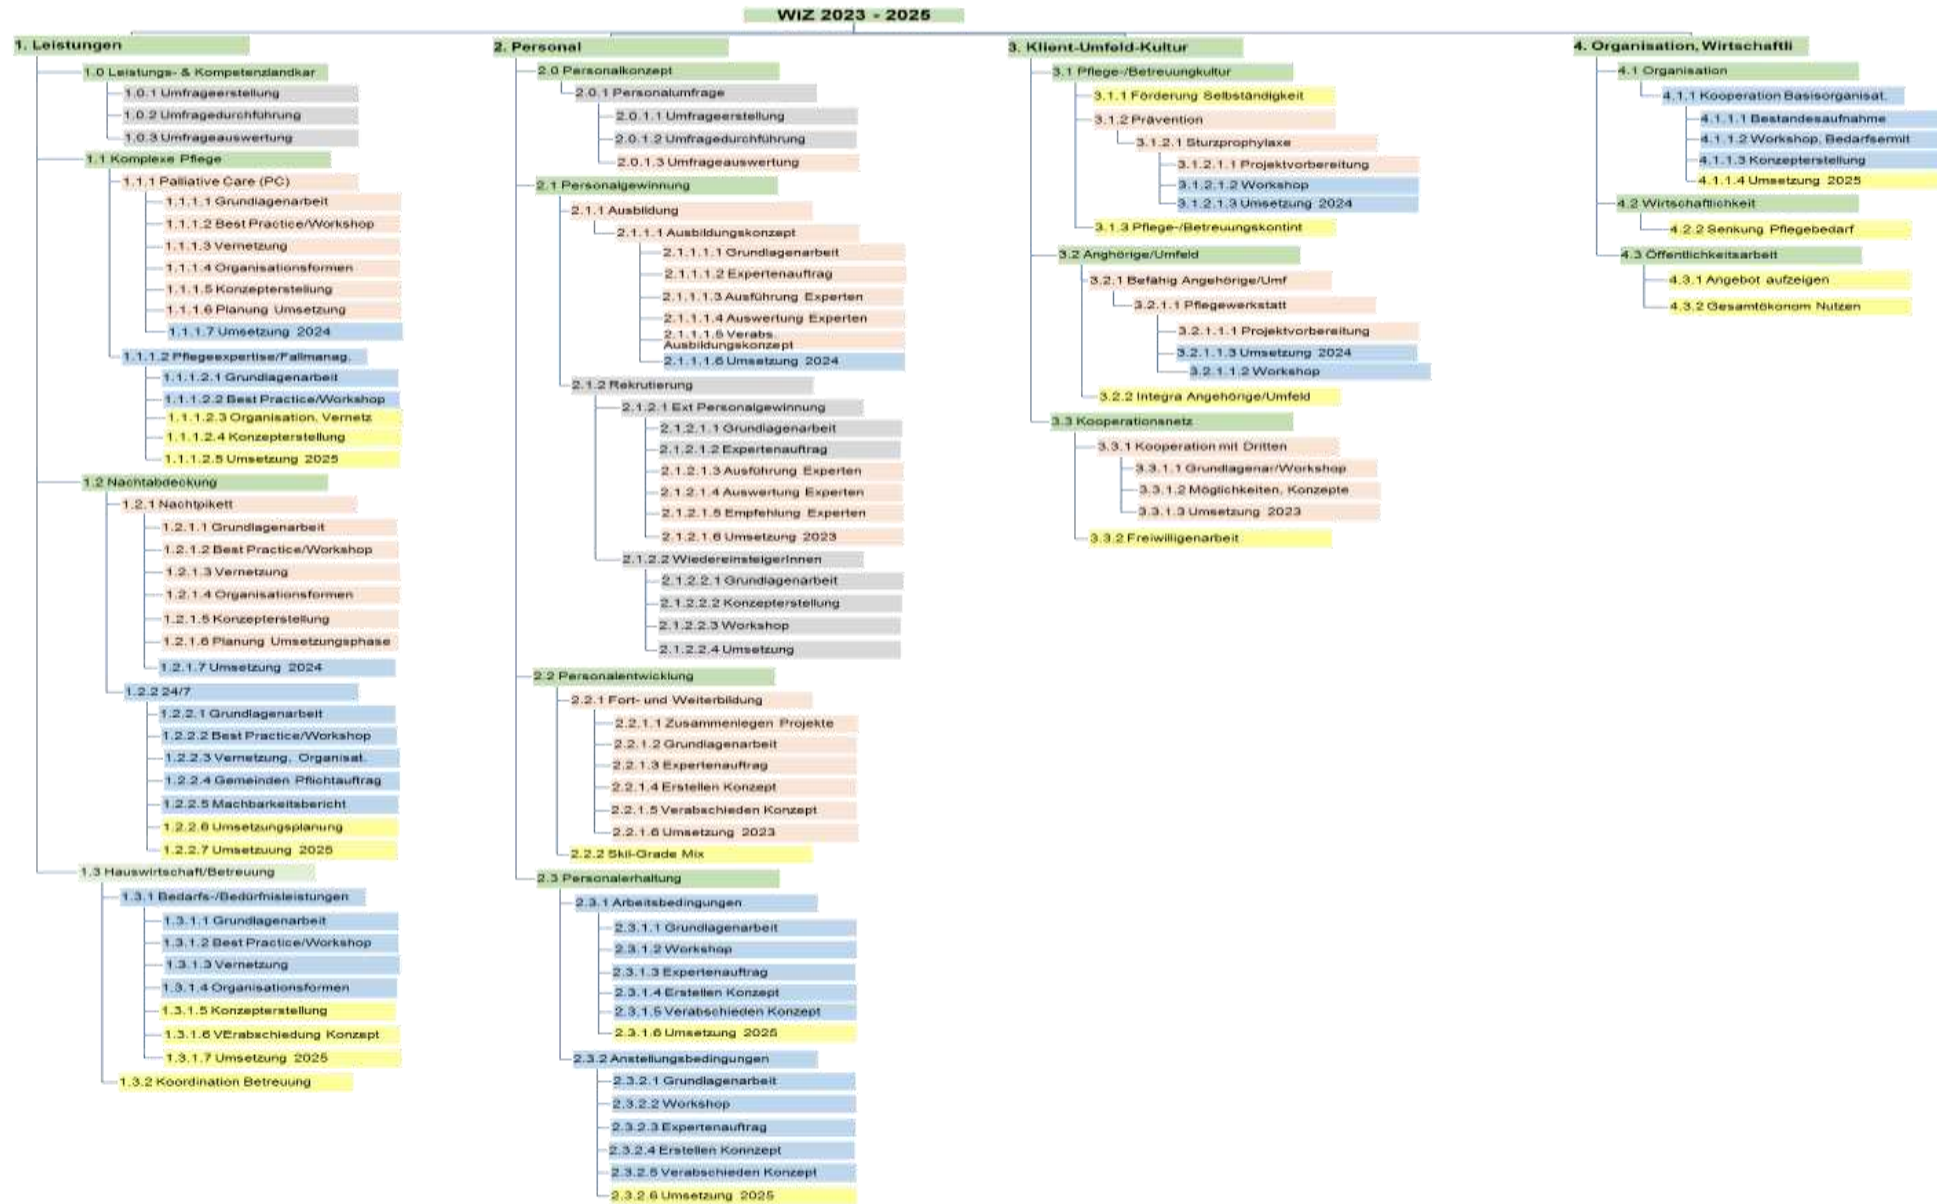 WiZ 2023 - 2025
1. Leistungen
1.0 Leistungs- & Kompetenzlandkar
1.0.1 Umfrageerstellung
1.0.2 Umfragedurchführung
1.0.3 Umfrageauswertung
1.1 Komplexe Pflege
1.1.1 Palliative Care (PC)
1.1.1.1 Grundlagenarbeit
1.1.1.2 Best Practice/Workshop
1.1.1.3 Vernetzung
1.1.1.4 Organisationsformen
1.1.1.5 Konzepterstellung
1.1.1.6 Planung Umsetzung
1.1.1.7 Umsetzung 2024
1.1.1.2 Pflegeexpertise/Fallmanag.
1.1.1.2.1 Grundlagenarbeit
1.1.1.2.2 Best Practice/Workshop
1.1.1.2.3 Organisation, Vernetz
1.1.1.2.4 Konzepterstellung
1.1.1.2.5 Umsetzung 2025
1.2 Nachtabdeckung
1.2.1 Nachtpikett
1.2.1.1 Grundlagenarbeit
1.2.1.2 Best Practice/Workshop
1.2.1.3 Vernetzung
1.2.1.4 Organisationsformen
1.2.1.5 Konzepterstellung
1.2.1.6 Planung Umsetzungsphase
1.2.1.7 Umsetzung 2024
1.2.2 24/7
1.2.2.1 Grundlagenarbeit
1.2.2.2 Best Practice/Workshop
1.2.2.3 Vernetzung, Organisat.
1.2.2.4 Gemeinden Pflichtauftrag
1.2.2.5 Machbarkeitsbericht
1.2.2.6 Umsetzungsplanung
1.2.2.7 Umsetzuung 2025
1.3 Hauswirtschaft/Betreuung
1.3.1 Bedarfs-/Bedürfnisleistungen
1.3.1.1 Grundlagenarbeit
1.3.1.2 Best Practice/Workshop
1.3.1.3 Vernetzung
1.3.1.4 Organisationsformen
1.3.1.5 Konzepterstellung
1.3.1.6 VErabschiedung Konzept
1.3.1.7 Umsetzung 2025
1.3.2 Koordination Betreuung
2. Personal
2.0 Personalkonzept
2.0.1 Personalumfrage
2.0.1.1 Umfrageerstellung
2.0.1.2 Umfragedurchführung
2.0.1.3 Umfrageauswertung
2.1 Personalgewinnung
2.1.1 Ausbildung
2.1.1.1 Ausbildungskonzept
2.1.1.1.1 Grundlagenarbeit
2.1.1.1.2 Expertenauftrag
2.1.1.1.3 Ausführung Experten
2.1.1.1.4 Auswertung Experten
2.1.1.1.5 Verabs.
Ausbildungskonzept
2.1.1.1.6 Umsetzung 2024
2.1.2 Rekrutierung
2.1.2.1 Ext Personalgewinnung
2.1.2.1.1 Grundlagenarbeit
2.1.2.1.2 Expertenauftrag
2.1.2.1.3 Ausführung Experten
2.1.2.1.4 Auswertung Experten
2.1.2.1.5 Empfehlung Experten
2.1.2.1.6 Umsetzung 2023
2.1.2.2 WiedereinsteigerInnen
2.1.2.2.1 Grundlagenarbeit
2.1.2.2.2 Konzepterstellung
2.1.2.2.3 Workshop
2.1.2.2.4 Umsetzung
2.2 Personalentwicklung
2.2.1 Fort- und Weiterbildung
2.2.1.1 Zusammenlegen Projekte
2.2.1.2 Grundlagenarbeit
2.2.1.3 Expertenauftrag
2.2.1.4 Erstellen Konzept
2.2.1.5 Verabschieden Konzept
2.2.1.6 Umsetzung 2023
2.2.2 Skil-Grade Mix
2.3 Personalerhaltung
2.3.1 Arbeitsbedingungen
2.3.1.1 Grundlagenarbeit
2.3.1.2 Workshop
2.3.1.3 Expertenauftrag
2.3.1.4 Erstellen Konzept
2.3.1.5 Verabschieden Konzept
2.3.1.6 Umsetzung 2025
2.3.2 Anstellungsbedingungen
2.3.2.1 Grundlagenarbeit
2.3.2.2 Workshop
2.3.2.3 Expertenauftrag
2.3.2.4 Erstellen Konnzept
2.3.2.5 Verabschieden Konzept
2.3.2.6 Umsetzung 2025
3. Klient-Umfeld-Kultur
3.1 Pflege-/Betreuungkultur
3.1.1 Förderung Selbständigkeit
3.1.2 Prävention
3.1.2.1 Sturzprophylaxe
3.1.2.1.1 Projektvorbereitung
3.1.2.1.2 Workshop
3.1.2.1.3 Umsetzung 2024
3.1.3 Pflege-/Betreuungskontint
3.2 Anghörige/Umfeld
3.2.1 Befähig Angehörige/Umf
3.2.1.1 Pflegewerkstatt
3.2.1.1.1 Projektvorbereitung
3.2.1.1.3 Umsetzung 2024
3.2.1.1.2 Workshop
3.2.2 Integra Angehörige/Umfeld
3.3 Kooperationsnetz
3.3.1 Kooperation mit Dritten
3.3.1.1 Grundlagenar/Workshop
3.3.1.2 Möglichkeiten, Konzepte
3.3.1.3 Umsetzung 2023
3.3.2 Freiwilligenarbeit
4. Organisation, Wirtschaftli
4.1 Organisation
4.1.1 Kooperation Basisorganisat.
4.1.1.1 Bestandesaufnahme
4.1.1.2 Workshop, Bedarfsermit
4.1.1.3 Konzepterstellung
4.1.1.4 Umsetzung 2025
4.2 Wirtschaftlichkeit
4.2.2 Senkung Pflegebedarf
4.3 Öffentlichkeitsarbeit
4.3.1 Angebot aufzeigen
4.3.2 Gesamtökonom Nutzen